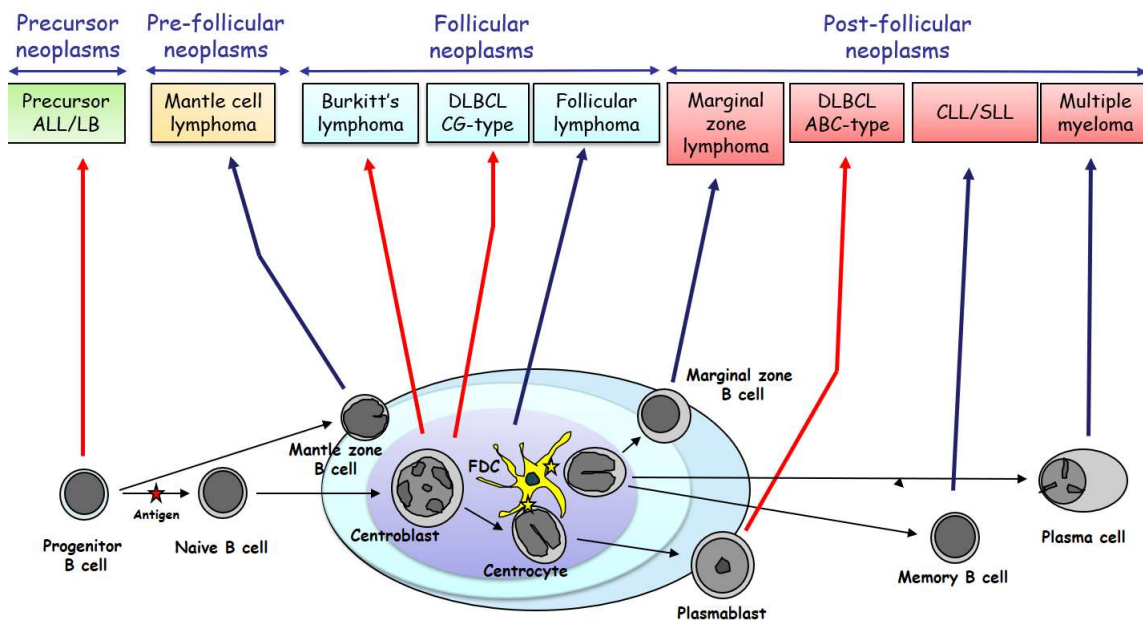 Precursor
neoplasms
Pre-follicular
neoplasms
Follicular
neoplasms
Post-follicular
neoplasms
Precursor
ALL/LB
Mantle cell
lymphoma
Burkitt's
lymphoma
DLBCL
CG-type
Follicular
lymphoma
Marginal
zone
lymphoma
DLBCL
ABC-type
CLL/SLL
Multiple
myeloma
Marginal zone
B cell
Mantle zone
B cell
FDC
Antigen
Progenitor
B cell
Naive B cell
Centroblast
Centrocyte
Plasmablast
Memory B cell
Plasma cell